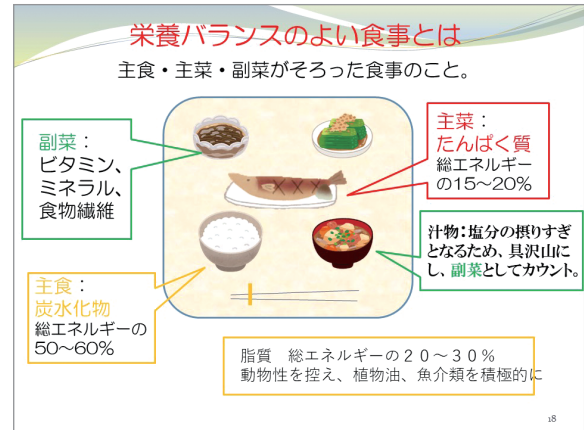 栄養バランスのよい食事とは
主食・主菜・副菜がそろった食事のこと。
副菜：
ビタミン、
ミネラル、
食物繊維
主菜：
たんぱく質
総エネルギー
の15～20%
汁物：塩分の摂りすぎ
となるため、具沢山に
し、副菜としてカウント。
主食：
炭水化物
総エネルギーの
50～60%
脂質　総エネルギーの２０～３０％
動物性を控え、植物油、魚介類を積極的に
18